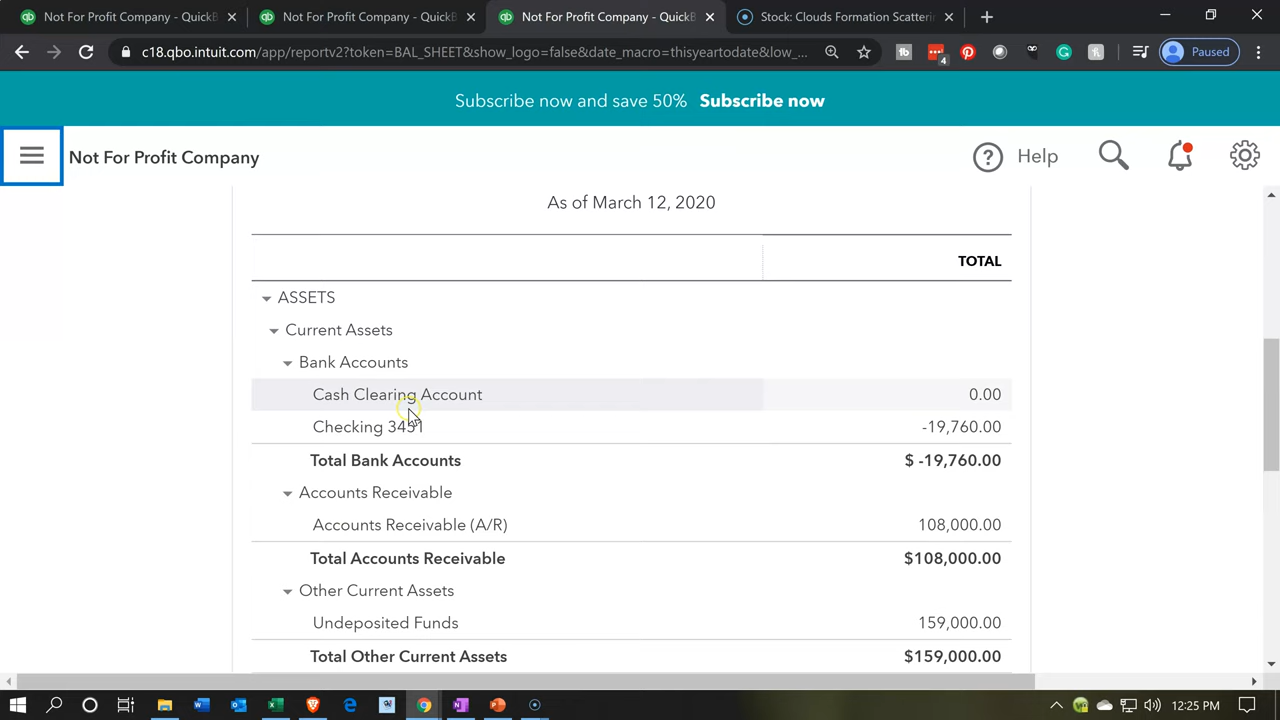 Not For Profit Company - QuickB
Not For Profit Company - QuickB
Not For Profit Company - QuickB
Stock: Clouds Formation Scatterin
c18.qbo.intuit.com/app/reportv2?token=BAL_SHEET&show_logo=false&date_macro=thisyeartodate&low_...
4
Paused
Subscribe now and save 50% Subscribe now
Not For Profit Company
Help
As of March 12, 2020
TOTAL
ASSETS
Current Assets
Bank Accounts
Cash Clearing Account 0.00
Checking 3451 -19,760.00
Total Bank Accounts $ -19,760.00
Accounts Receivable
Accounts Receivable (A/R) 108,000.00
Total Accounts Receivable $108,000.00
Other Current Assets
Undeposited Funds 159,000.00
Total Other Current Assets $159,000.00
12:25 PM